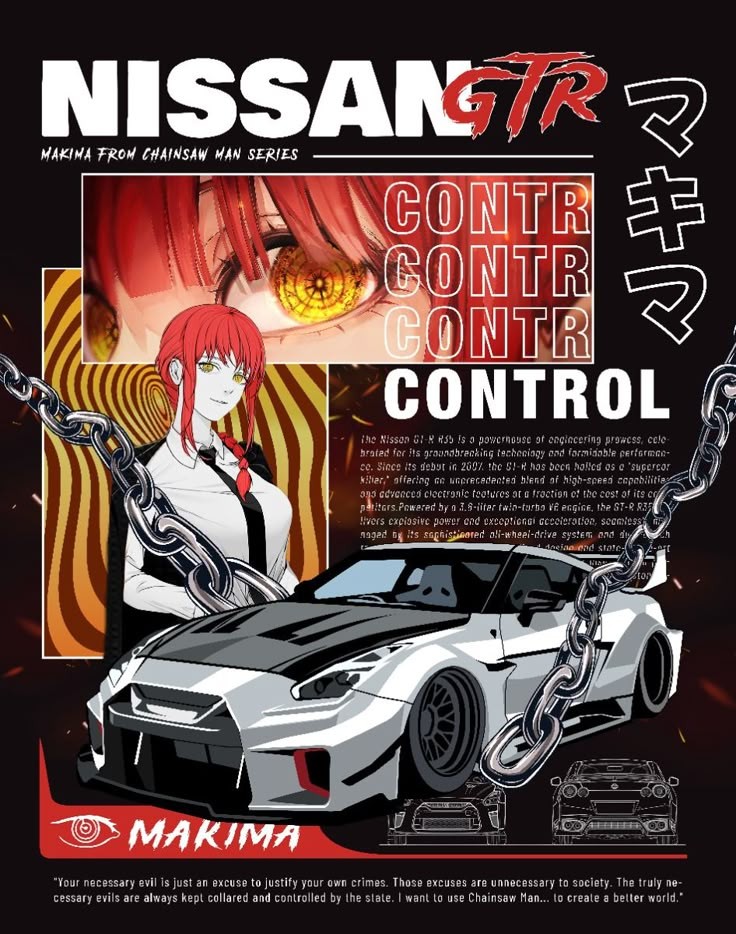 NISSAN GTR
MAKIMA FROM CHAINSAW MAN SERIES
マキマ
CONTR
CONTR
CONTR
CONTROL
The Nissan GT-R R35 is a powerhouse of engineering prowess, cele-
brated for its groundbreaking technology and formidable performan-
ce. Since its debut in 2007, the GT-R has been hailed as a "supercar
killer," offering an unprecedented blend of high-speed capabilities
and advanced electronic features at a fraction of the cost of its
petitors.Powered by a 3.8-liter twin-turbo V6 engine, the GT-R R35
livers explosive power and exceptional acceleration,
naged by its sophisticated all-wheel-drive system and
design and
MAKIMA
"Your necessary evil is just an excuse to justify your own crimes. Those excuses are unnecessary to society. The truly ne-
cessary evils are always kept collared and controlled by the state. I want to use Chainsaw Man... to create a better world."